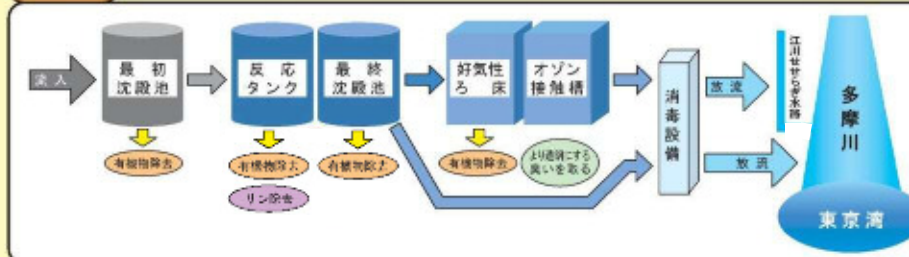 流入
最初
沈殿池
有機物除去
反応
タンク
有機物除去
リン除去
最終
沈殿池
有機物除去
好気性
ろ床
有機物除去
オゾン
接触槽
より透明にする
臭いを取る
消毒設備
放流
放流
江川せせらぎ水路
多摩川
東京湾